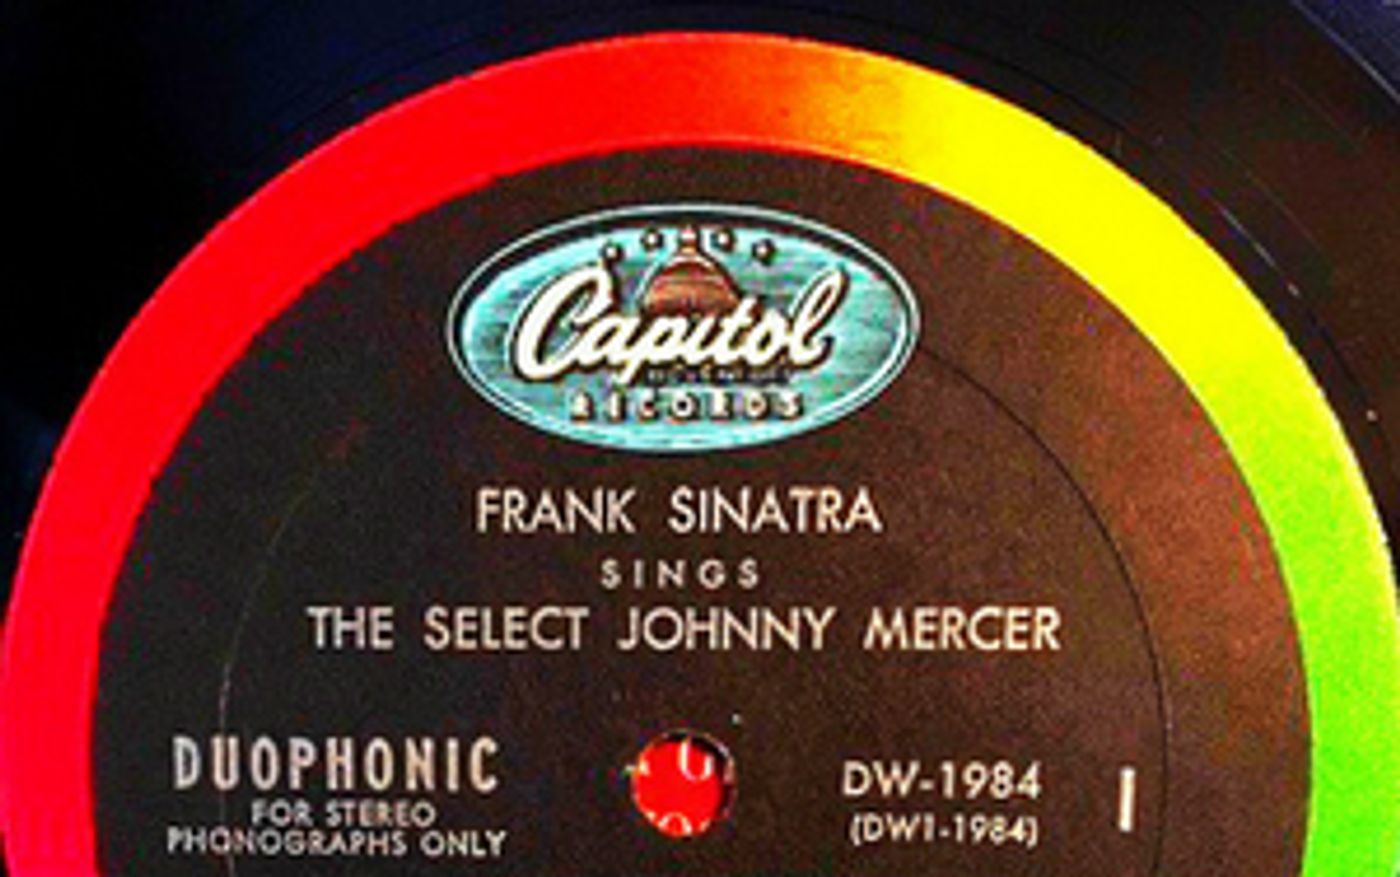 Capitol
RECORDS
FRANK SINATRA
SINGS
THE SELECT JOHNNY MERCER
DUOPHONIC
FOR STEREO
PHONOGRAPHS ONLY
DW-1984
(DW1-1984)
1